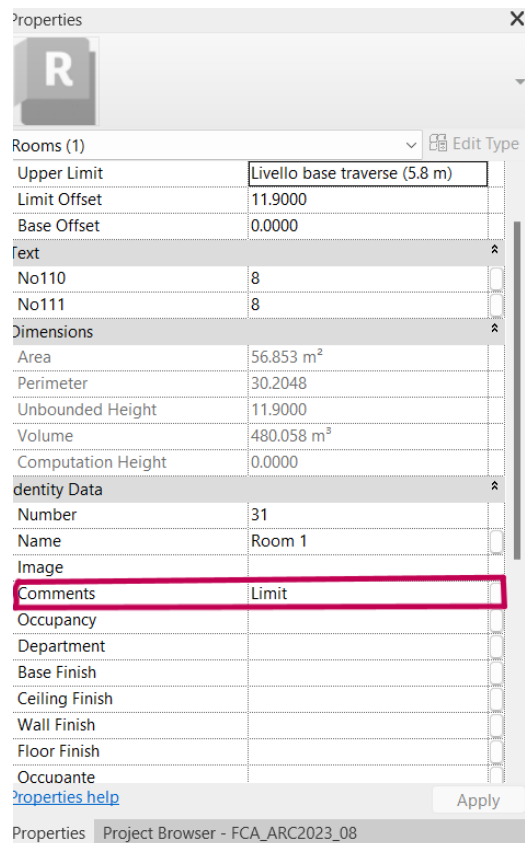 Properties
R
Rooms (1) Edit Type
Upper Limit Livello base traverse (5.8 m)
Limit Offset 11.9000
Base Offset 0.0000
Text
No110 8
No111 8
Dimensions
Area 56.853 m²
Perimeter 30.2048
Unbounded Height 11.9000
Volume 480.058 m³
Computation Height 0.0000
Identity Data
Number 31
Name Room 1
Image
Comments Limit
Occupancy
Department
Base Finish
Ceiling Finish
Wall Finish
Floor Finish
Occupante
Properties help Apply
Properties Project Browser - FCA_ARC2023_08